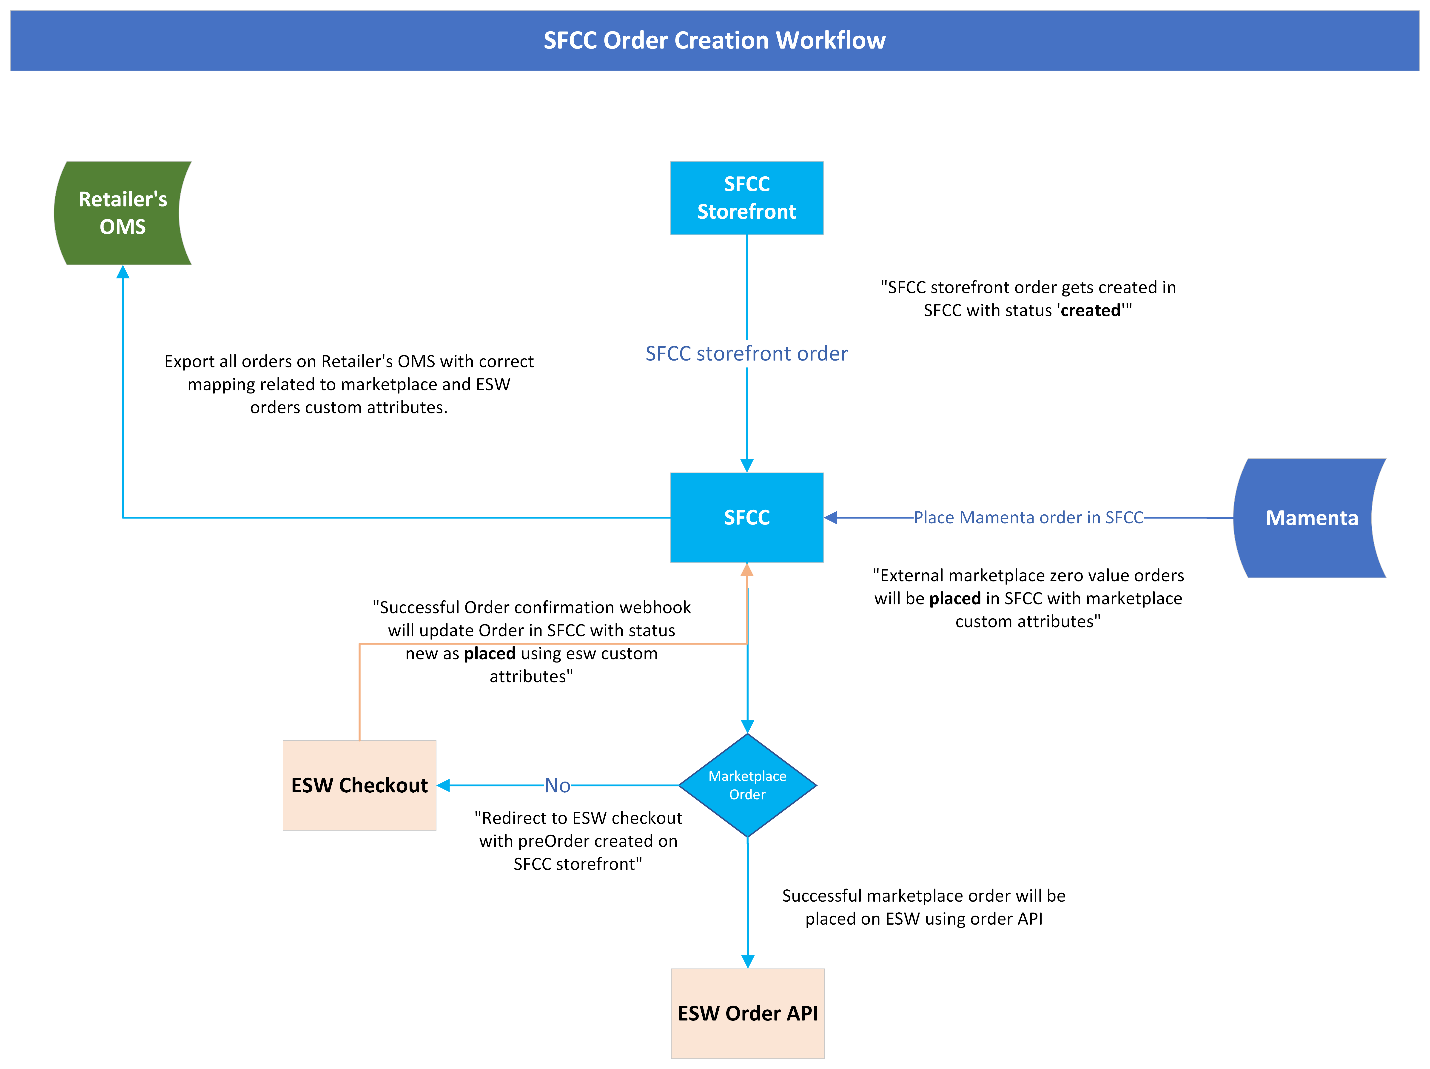 SFCC Order Creation Workflow
Retailer's
OMS
SFCC
Storefront
"SFCC storefront order gets created in
SFCC with status 'created'"
SFCC storefront order
Export all orders on Retailer's OMS with correct
mapping related to marketplace and ESW
orders custom attributes.
SFCC
Place Mamenta order in SFCC
Mamenta
"External marketplace zero value orders
will be placed in SFCC with marketplace
custom attributes"
"Successful Order confirmation webhook
will update Order in SFCC with status
new as placed using esw custom
attributes"
ESW Checkout
No
Marketplace
Order
"Redirect to ESW checkout
with preOrder created on
SFCC storefront"
Successful marketplace order will be
placed on ESW using order API
ESW Order API